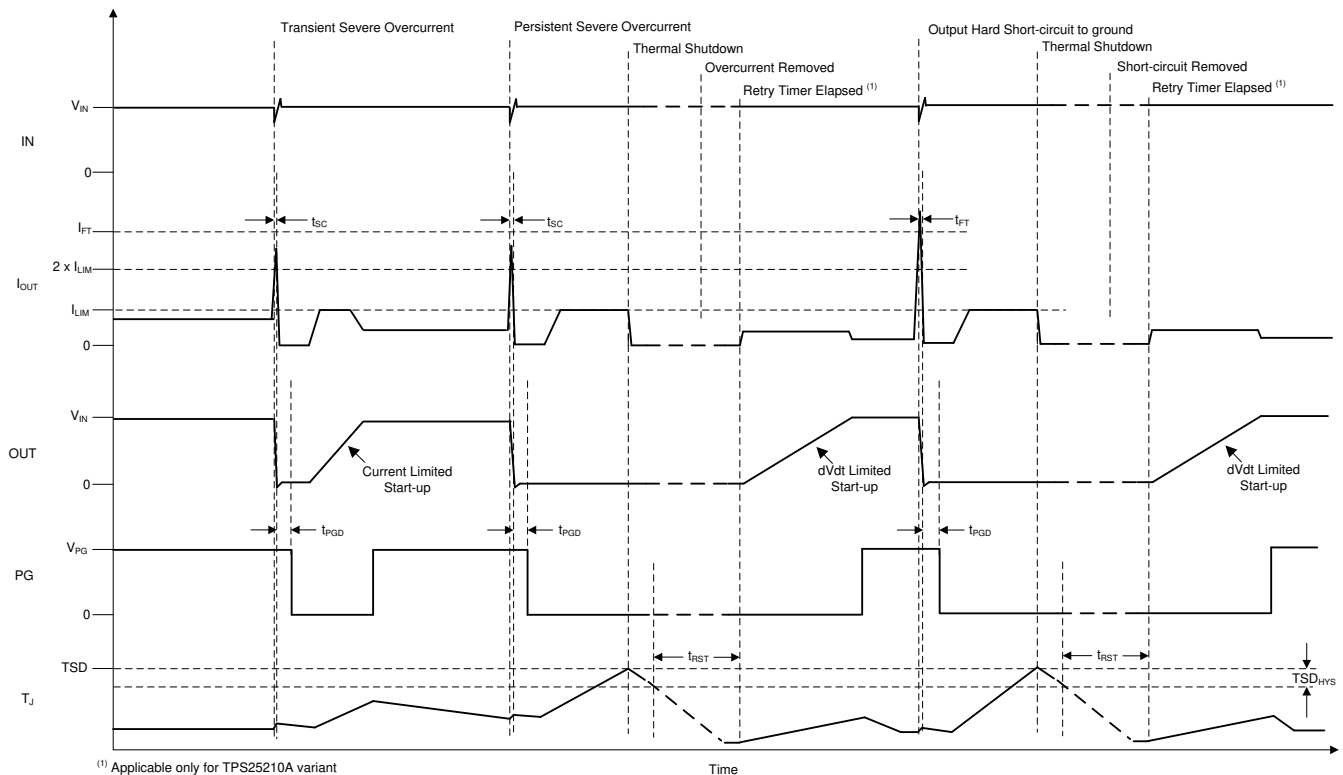 Transient Severe Overcurrent
Persistent Severe Overcurrent
Output Hard Short-circuit to ground
Thermal Shutdown
Thermal Shutdown
Overcurrent Removed
Short-circuit Removed
Retry Timer Elapsed (1)
Retry Timer Elapsed (1)
VIN
IN
0
tSC
tSC
tFT
IFT
2 x ILIM
IOUT
ILIM
0
VIN
OUT
Current Limited
Start-up
dVdt Limited
Start-up
dVdt Limited
Start-up
0
tPGD
tPGD
tPGD
VPG
PG
0
tRST
tRST
TSD
TSDHYS
TJ
(1) Applicable only for TPS25210A variant
Time